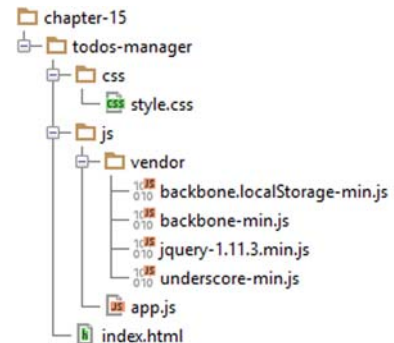 chapter-15
todos-manager
css
style.css
js
vendor
backbone.localStorage-min.js
backbone-min.js
jquery-1.11.3.min.js
underscore-min.js
app.js
index.html